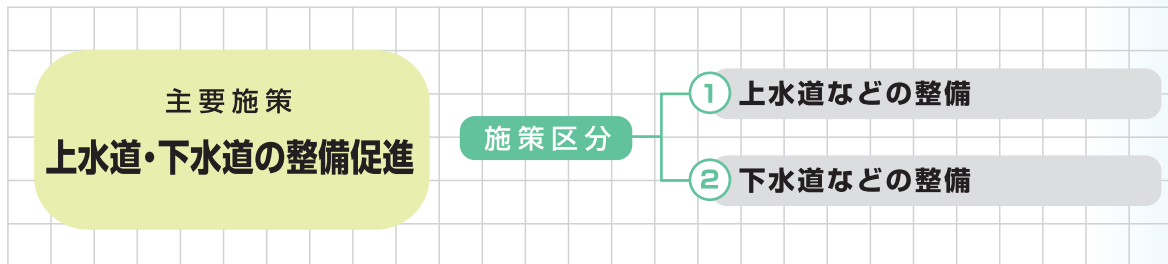 主要施策
上水道・下水道の整備促進
施策区分
① 上水道などの整備
② 下水道などの整備